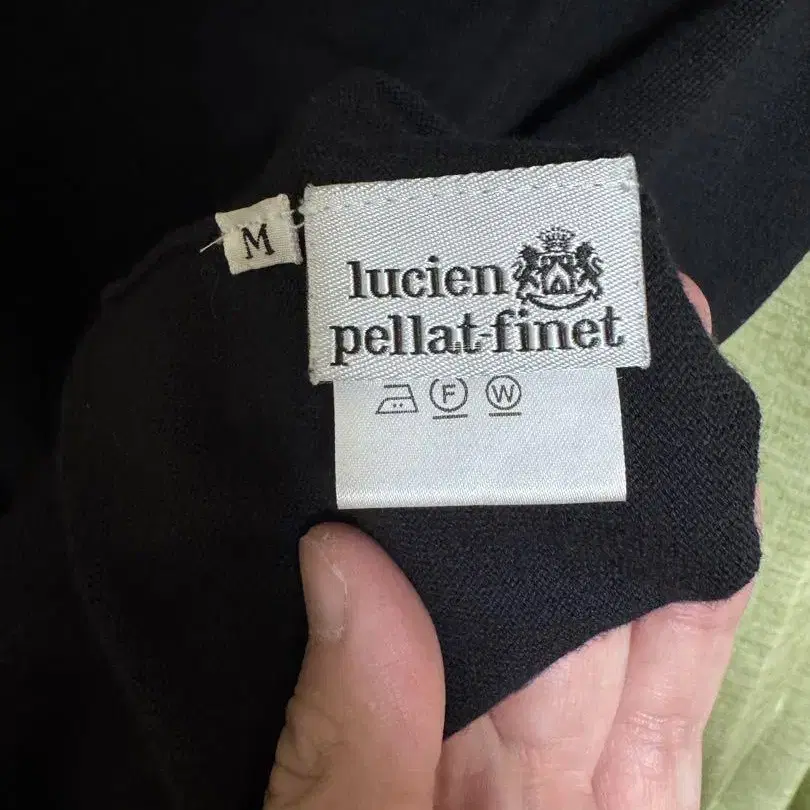 M
lucien
pellat-finet
F W